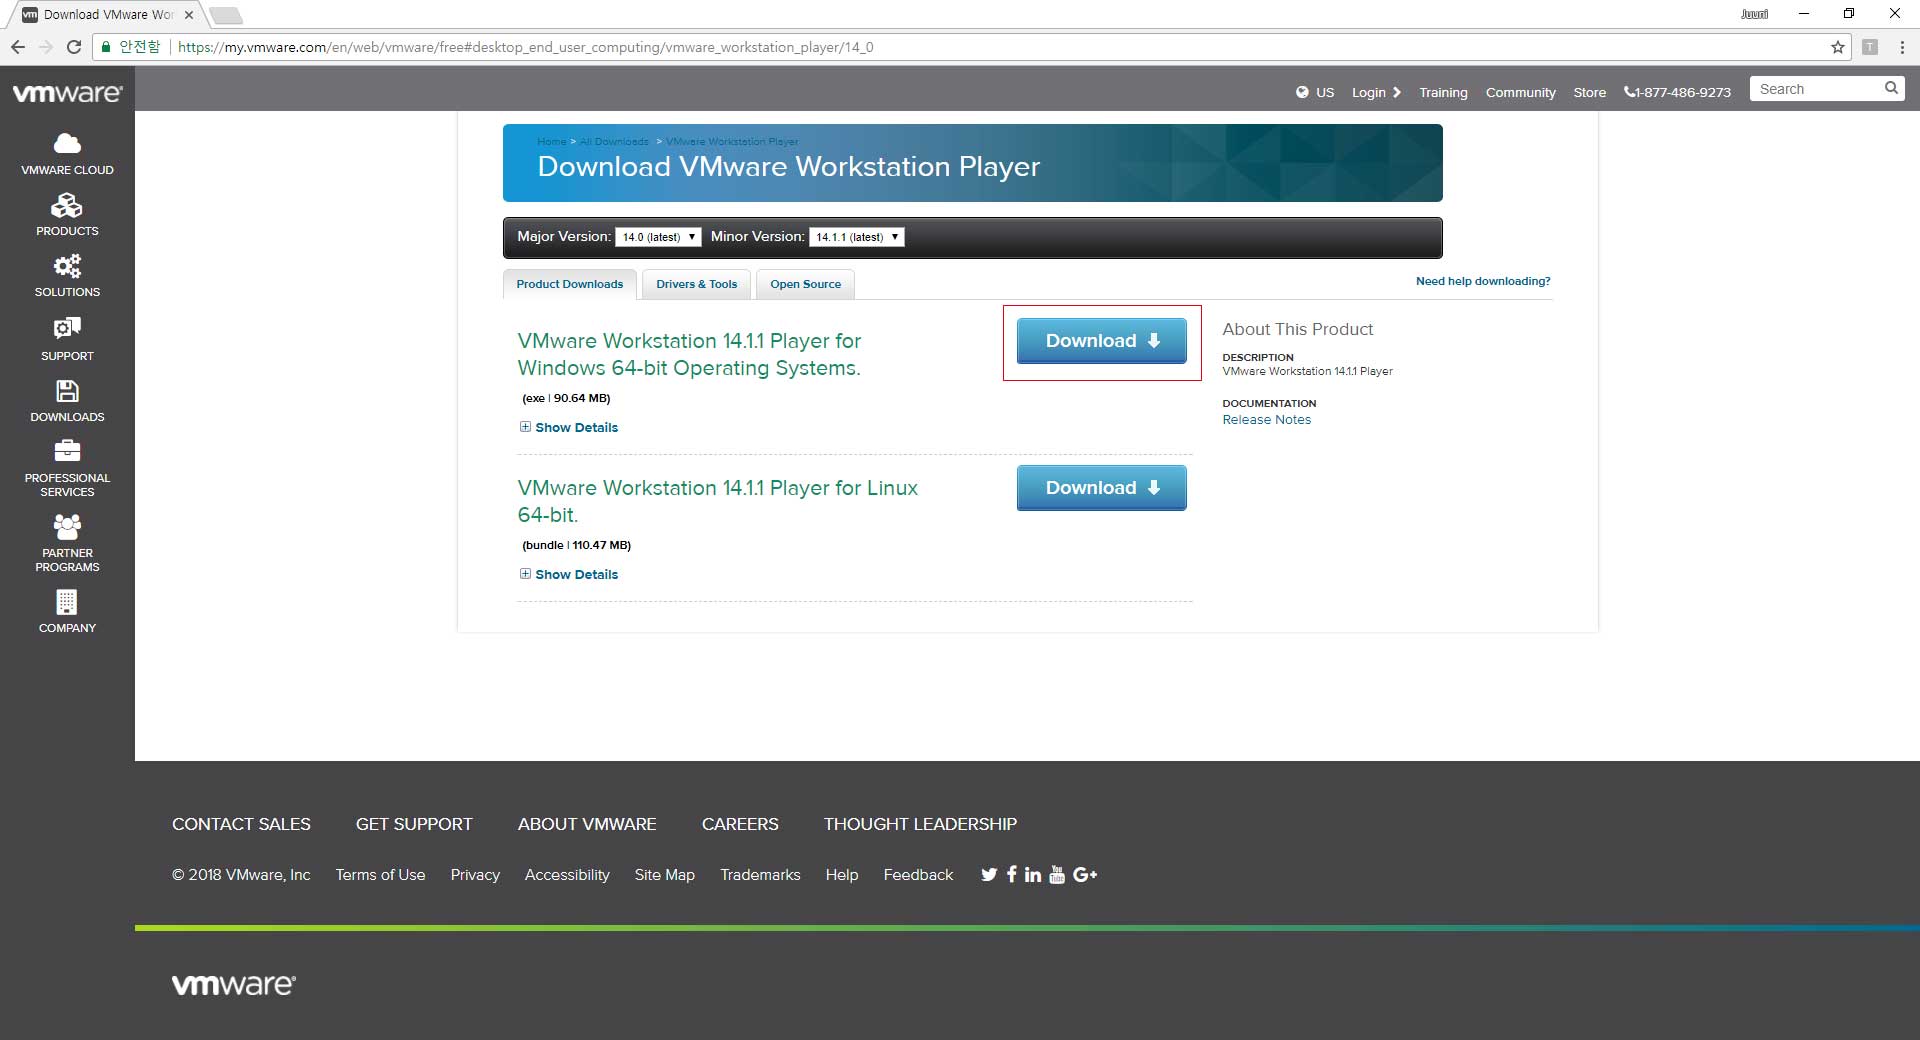 Download VMware Wor
Juuni
안전함 https://my.vmware.com/en/web/vmware/free#desktop_end_user_computing/vmware_workstation_player/14_0
vmware
US Login Training Community Store 1-877-486-9273 Search
VMWARE CLOUD
PRODUCTS
SOLUTIONS
SUPPORT
DOWNLOADS
PROFESSIONAL
SERVICES
PARTNER
PROGRAMS
COMPANY
Home > All Downloads > VMware Workstation Player
Download VMware Workstation Player
Major Version: 14.0 (latest) Minor Version: 14.1.1 (latest)
Product Downloads Drivers & Tools Open Source Need help downloading?
VMware Workstation 14.1.1 Player for
Windows 64-bit Operating Systems.
(exe | 90.64 MB)
Show Details
Download
VMware Workstation 14.1.1 Player for Linux
64-bit.
(bundle | 110.47 MB)
Show Details
Download
About This Product
DESCRIPTION
VMware Workstation 14.1.1 Player
DOCUMENTATION
Release Notes
CONTACT SALES GET SUPPORT ABOUT VMWARE CAREERS THOUGHT LEADERSHIP
© 2018 VMware, Inc Terms of Use Privacy Accessibility Site Map Trademarks Help Feedback
vmware